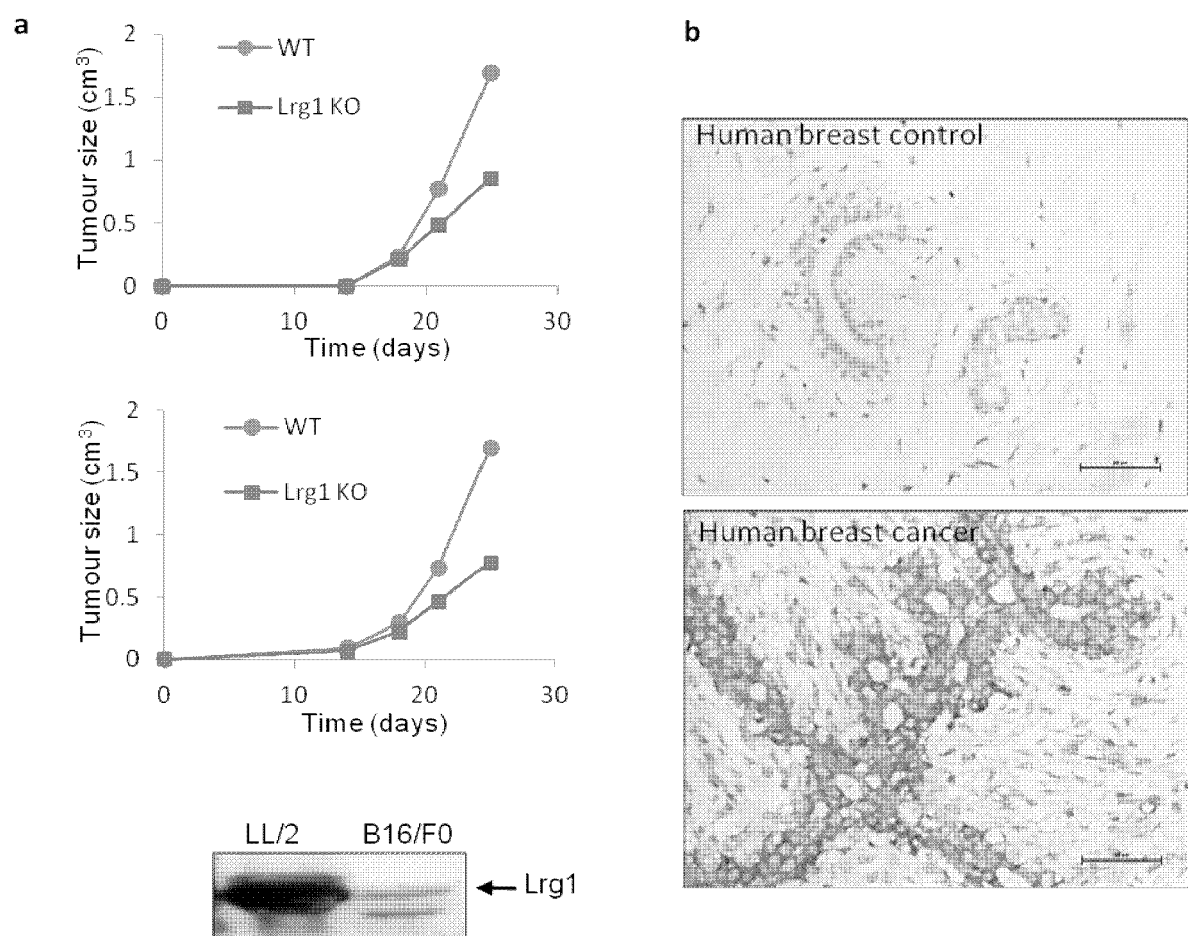 a
2
1.5
1
0.5
0
Tumour size (cm³)
WT
Lrg1 KO
0 10 20 30
Time (days)
2
1.5
1
0.5
0
Tumour size (cm³)
WT
Lrg1 KO
0 10 20 30
Time (days)
LL/2 B16/F0
Lrg1
b
Human breast control
Human breast cancer